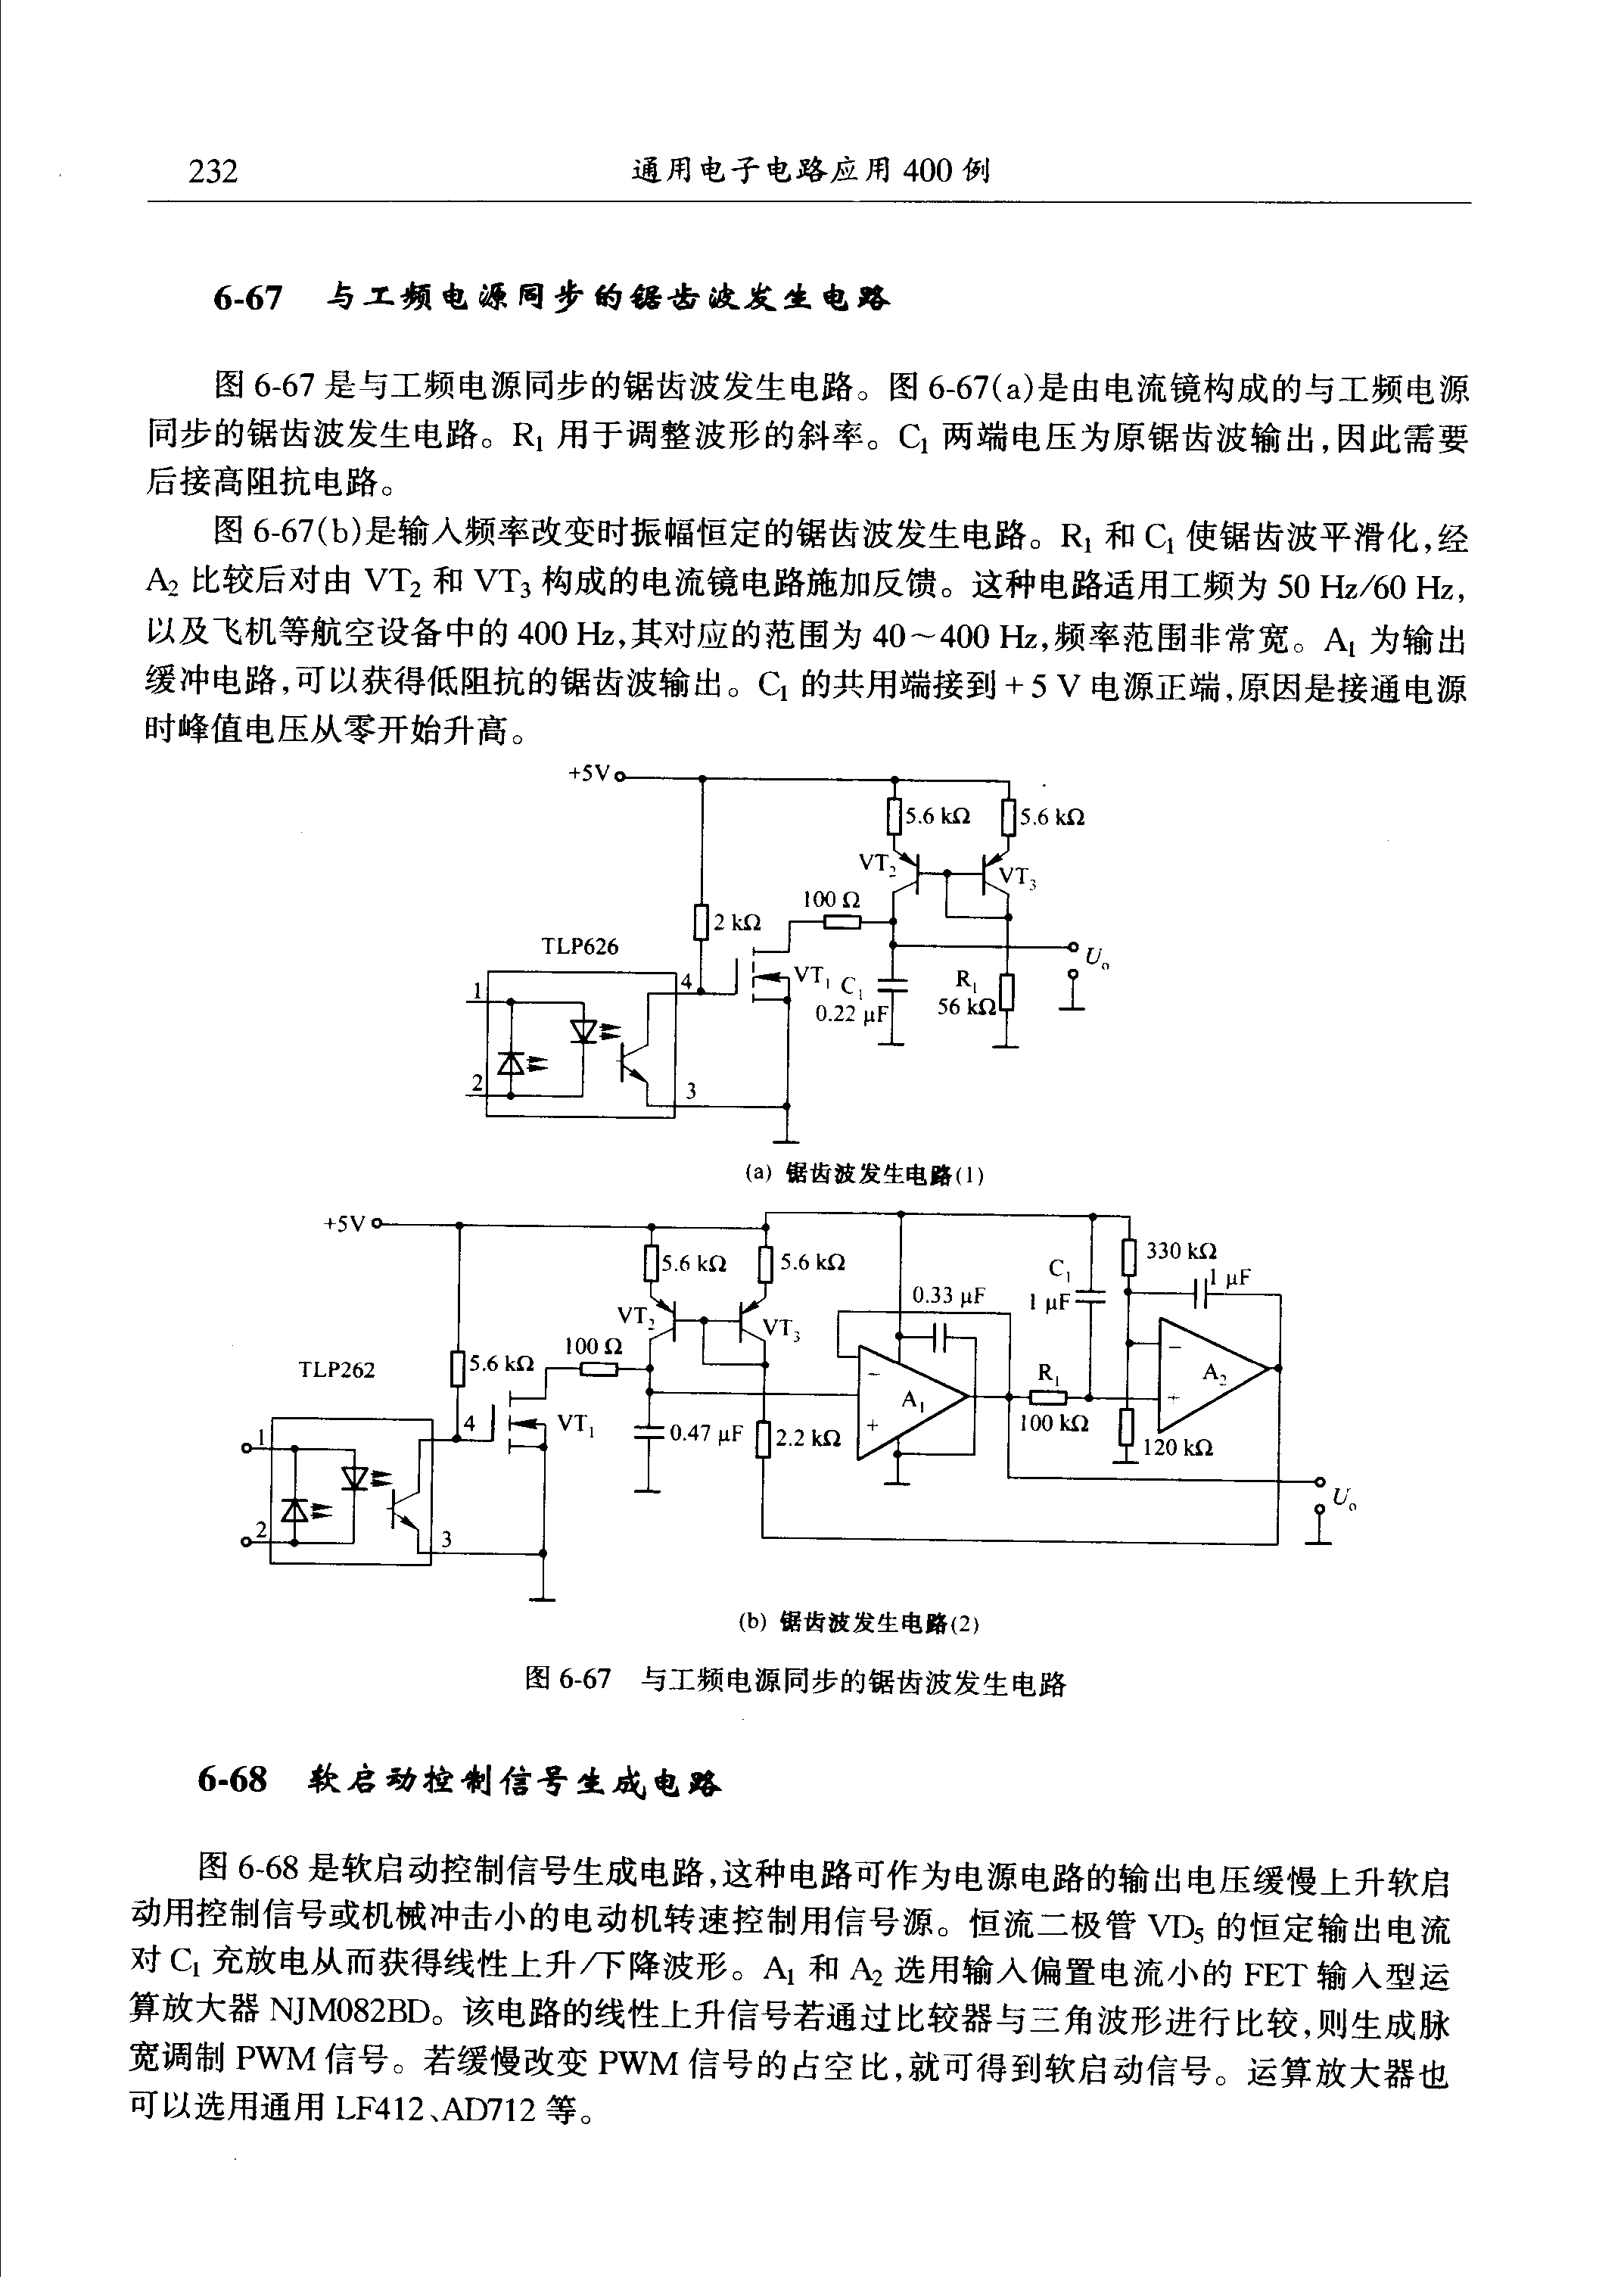 232 通用电子电路应用 400 例
6-67 与工频电源同步的锯齿波发生电路
图 6-67 是与工频电源同步的锯齿波发生电路。图 6-67(a)是由电流镜构成的与工频电源
同步的锯齿波发生电路。R₁ 用于调整波形的斜率。C₁ 两端电压为原锯齿波输出,因此需要
后接高阻抗电路。
图 6-67(b)是输入频率改变时振幅恒定的锯齿波发生电路。R₁ 和 C₁ 使锯齿波平滑化,经
A₂ 比较后对由 VT₂ 和 VT₃ 构成的电流镜电路施加反馈。这种电路适用工频为 50 Hz/60 Hz,
以及飞机等航空设备中的 400 Hz,其对应的范围为 40~400 Hz,频率范围非常宽。A₁ 为输出
缓冲电路,可以获得低阻抗的锯齿波输出。C₁ 的共用端接到+5 V 电源正端,原因是接通电源
时峰值电压从零开始升高。
+5V
5.6 kΩ
5.6 kΩ
VT₂
VT₃
100 Ω
2 kΩ
TLP626
Uₒ
1
4
VT₁
C₁
0.22 μF
R₁
56 kΩ
2
3
(a) 锯齿波发生电路(1)
+5V
5.6 kΩ
5.6 kΩ
330 kΩ
C₁
1 μF
1 μF
0.33 μF
VT₂
VT₃
100 Ω
TLP262
5.6 kΩ
−
A₁
+
R₁
100 kΩ
−
A₂
+
1
4
VT₁
0.47 μF
2.2 kΩ
120 kΩ
Uₒ
2
3
(b) 锯齿波发生电路(2)
图 6-67 与工频电源同步的锯齿波发生电路
6-68 软启动控制信号生成电路
图 6-68 是软启动控制信号生成电路,这种电路可作为电源电路的输出电压缓慢上升软启
动用控制信号或机械冲击小的电动机转速控制用信号源。恒流二极管 VD₅ 的恒定输出电流
对 C₁ 充放电从而获得线性上升/下降波形。A₁ 和 A₂ 选用输入偏置电流小的 FET 输入型运
算放大器 NJM082BD。该电路的线性上升信号若通过比较器与三角波形进行比较,则生成脉
宽调制 PWM 信号。若缓慢改变 PWM 信号的占空比,就可得到软启动信号。运算放大器也
可以选用通用 LF412、AD712 等。